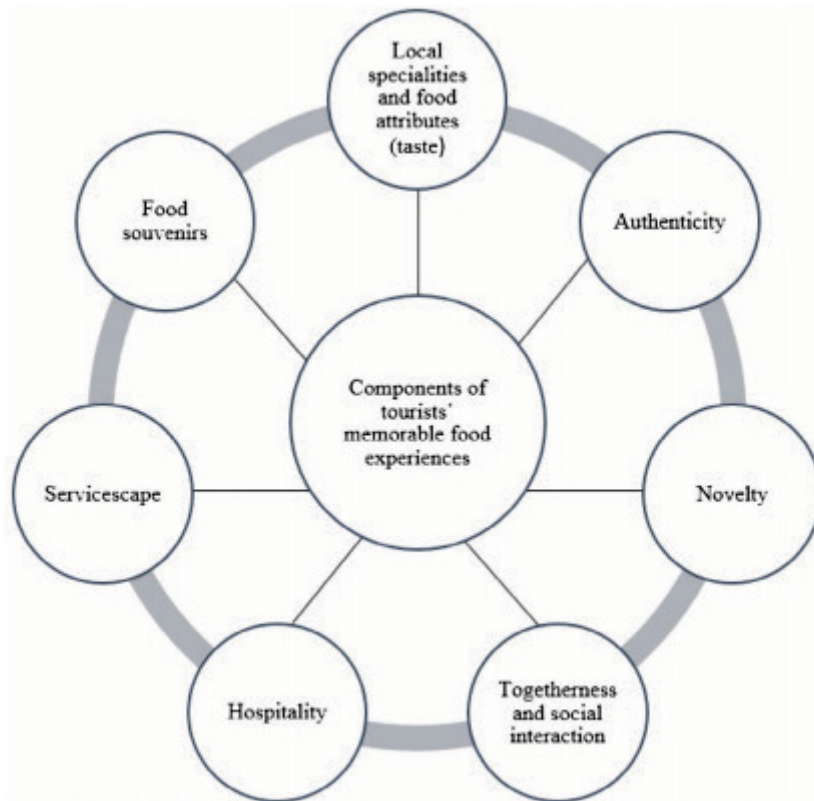 Local
specialities
and food
attributes
(taste)
Food
souvenirs
Authenticity
Components of
tourists'
memorable food
experiences
Servicescape
Novelty
Hospitality
Togetherness
and social
interaction